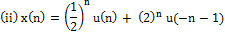 (ii) x(n) = (1/2)^n u(n) + (2)^n u(−n − 1)